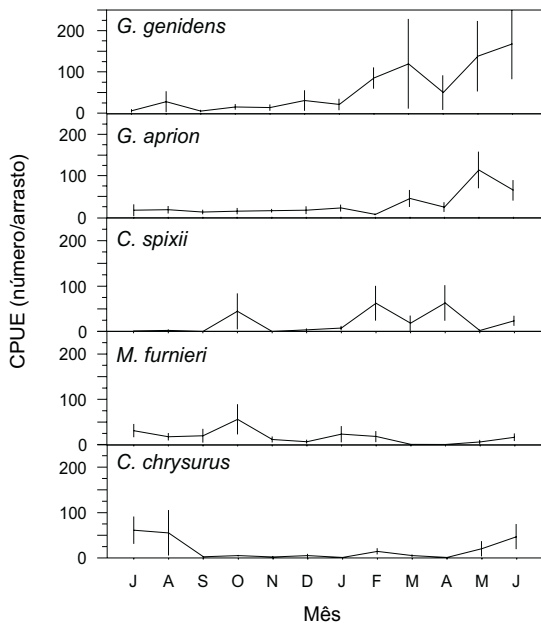 G. genidens
200
100
0
G. aprion
200
100
0
C. spixii
200
100
0
M. furnieri
200
100
0
C. chrysurus
200
100
0
CPUE (número/arrasto)
J A S O N D J F M A M J
Mês